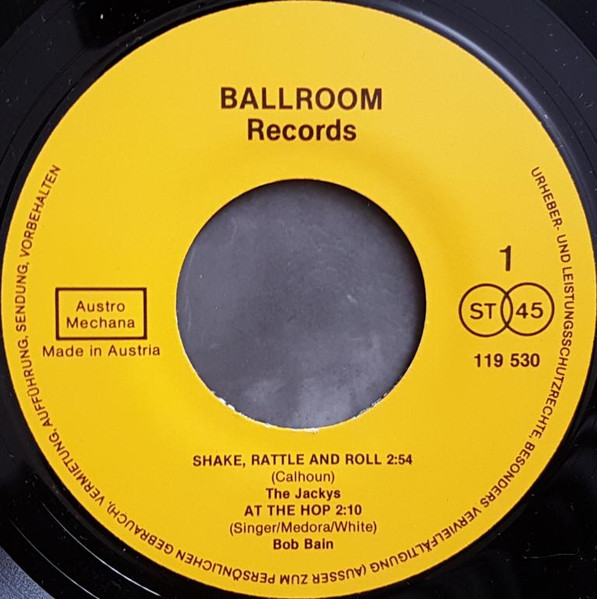 BALLROOM
Records
Austro
Mechana
Made in Austria
1
ST 45
119 530
SHAKE, RATTLE AND ROLL 2:54
(Calhoun)
The Jackys
AT THE HOP 2:10
(Singer/Medora/White)
Bob Bain
URHEBER- UND LEISTUNGSSCHUTZRECHTE, BESONDERS VERVIELFÄLTIGUNG (AUSSER ZUM PERSÖNLICHEN GEBRAUCH), VERMIETUNG, AUFFÜHRUNG, SENDUNG, VORBEHALTEN